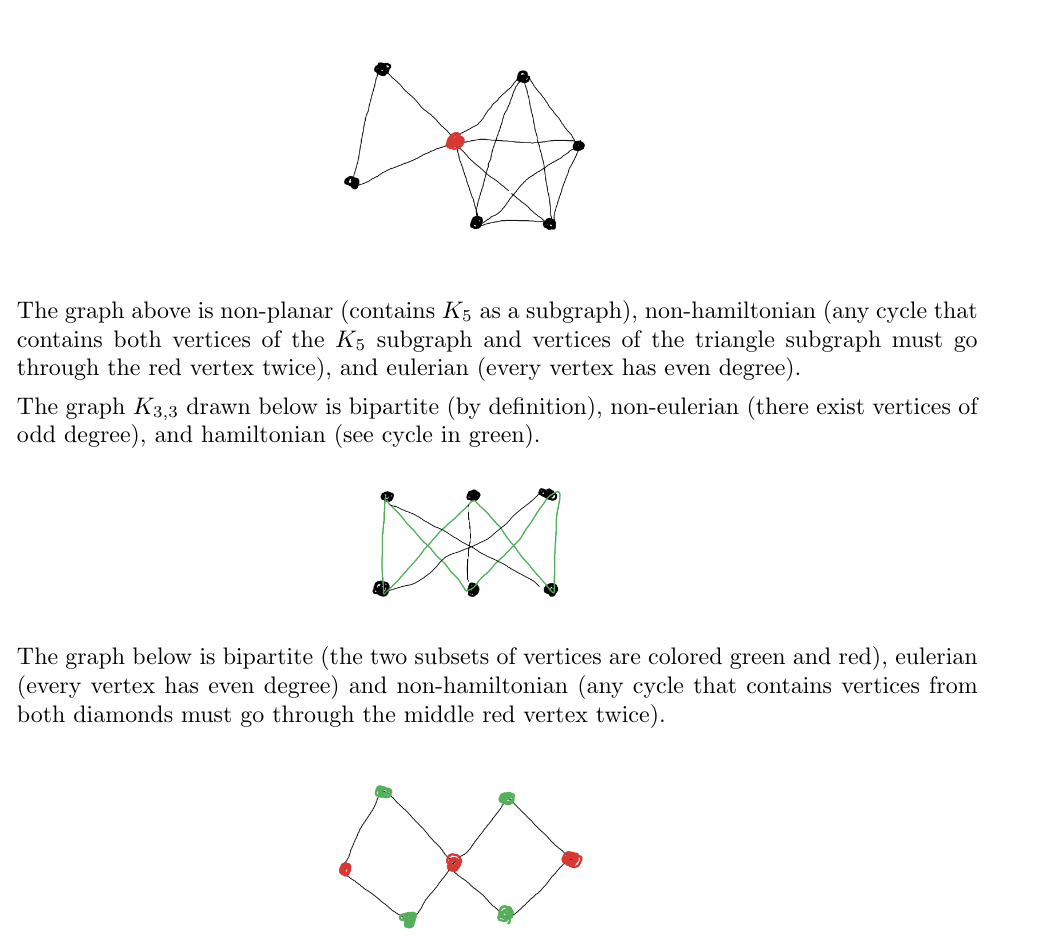 The graph above is non-planar (contains K₅ as a subgraph), non-hamiltonian (any cycle that
contains both vertices of the K₅ subgraph and vertices of the triangle subgraph must go
through the red vertex twice), and eulerian (every vertex has even degree).
The graph K₃,₃ drawn below is bipartite (by definition), non-eulerian (there exist vertices of
odd degree), and hamiltonian (see cycle in green).
The graph below is bipartite (the two subsets of vertices are colored green and red), eulerian
(every vertex has even degree) and non-hamiltonian (any cycle that contains vertices from
both diamonds must go through the middle red vertex twice).